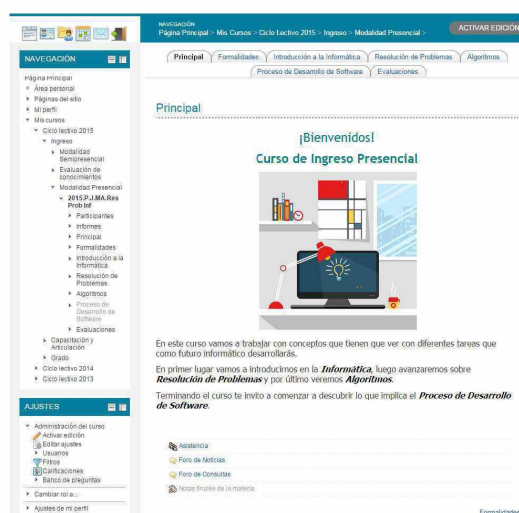 NAVEGACIÓN
Página Principal > Mis Cursos > Ciclo Lectivo 2015 > Ingreso > Modalidad Presencial >
ACTIVAR EDICIÓN
NAVEGACIÓN
Página Principal
Área personal
Páginas del sitio
Mi perfil
Mis cursos
Ciclo lectivo 2015
Ingreso
Modalidad
Semipresencial
Evaluación de
conocimientos
Modalidad Presencial
2015.P.J.MA.Res
Prob Inf
Participantes
Informes
Principal
Formalidades
Introducción a la
Informática
Resolución de
Problemas
Algoritmos
Proceso de
Desarrollo de
Software
Evaluaciones
Capacitación y
Articulación
Grado
Ciclo lectivo 2014
Ciclo lectivo 2013
AJUSTES
Administración del curso
Activar edición
Editar ajustes
Usuarios
Filtros
Calificaciones
Banco de preguntas
Cambiar rol a...
Ajustes de mi perfil
Principal
Formalidades
Introducción a la Informática
Resolución de Problemas
Algoritmos
Proceso de Desarrollo de Software
Evaluaciones
Principal
¡Bienvenidos!
Curso de Ingreso Presencial
En este curso vamos a trabajar con conceptos que tienen que ver con diferentes tareas que
como futuro informático desarrollarás.
En primer lugar vamos a introducirnos en la Informática, luego avanzaremos sobre
Resolución de Problemas y por último veremos Algoritmos.
Terminando el curso te invito a comenzar a descubrir lo que implica el Proceso de Desarrollo
de Software.
Asistencia
Foro de Noticias
Foro de Consultas
Notas finales de la materia
Formalidades